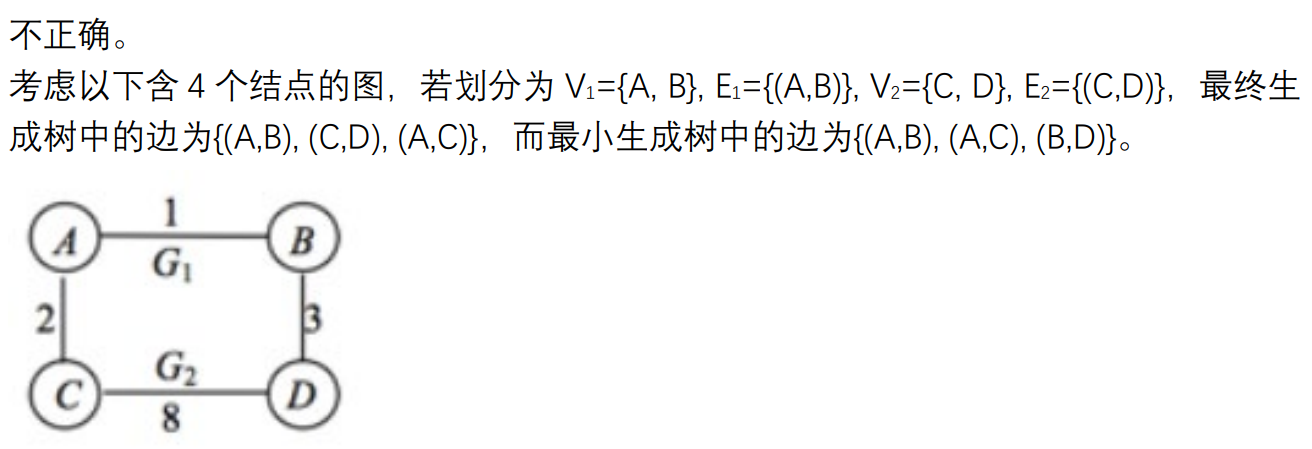 不正确。
考虑以下含 4 个结点的图，若划分为 V₁={A, B}, E₁={(A,B)}, V₂={C, D}, E₂={(C,D)}，最终生
成树中的边为{(A,B), (C,D), (A,C)}，而最小生成树中的边为{(A,B), (A,C), (B,D)}。
1
A B
G₁
2 3
G₂
C D
8